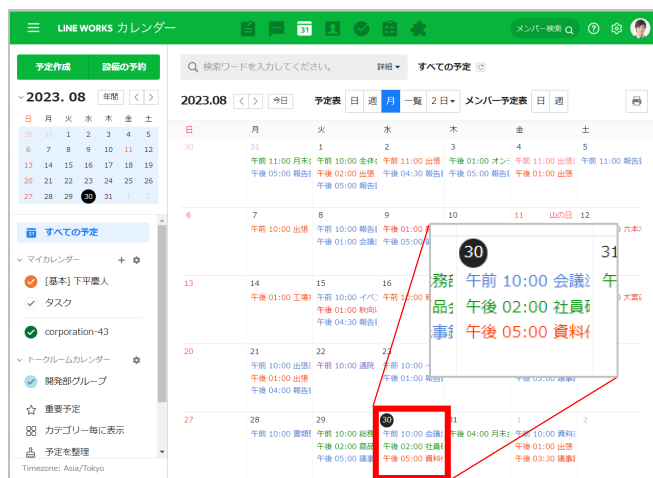 LINE WORKS カレンダー
31
メンバー検索
予定作成 設備の予約
検索ワードを入力してください。 詳細 すべての予定
2023. 08 年間 < >
2023.08 < > 今日 予定表 日 週 月 一覧 2日 メンバー予定表 日 週
日 月 火 水 木 金 土
30 31 1 2 3 4 5
6 7 8 9 10 11 12
13 14 15 16 17 18 19
20 21 22 23 24 25 26
27 28 29 30 31 1 2
すべての予定
マイカレンダー
[基本] 下平慶人
タスク
corporation-43
トークルームカレンダー
開発部グループ
重要予定
カテゴリー毎に表示
予定を整理
Timezone: Asia/Tokyo
日 月 火 水 木 金 土
30 31 1 2 3 4 5
午前 11:00 月末 午前 10:00 全体 午前 11:00 出張 午後 01:00 オン 午前 11:00 出張 午前 11:00 報告
午後 05:00 報告 午後 02:00 出張 午後 04:30 報告 午後 05:00 報告 午後 01:00 出張
午後 05:00 報告
6 7 8 9 10 11 山の日 12
午前 10:00 出張 午前 10:00 報告 午後 01:00
午後 01:00 会議 午後 05:00
13 14 15 16
午後 01:00 工場 午前 10:00 イベ 午前 10:00
午後 01:00 秋向
午後 04:30 報告
20 21 22 23
午前 10:00 出張 午前 10:00 通院 午前 10:00
午後 01:00 出張 午後 01:00
午後 04:00 報告
27 28 29 30 31 1 2
午前 10:00 書類 午前 10:00 総務 午前 10:00 会議 午後 04:00 月末 午前 10:00 資料
午後 02:00 商品 午後 02:00 社員 午後 01:00 出張
午後 05:00 議事 午後 05:00 資料 午後 03:30 議事
30 31
務 午前 10:00 会議 午
品 午後 02:00 社員
事 午後 05:00 資料